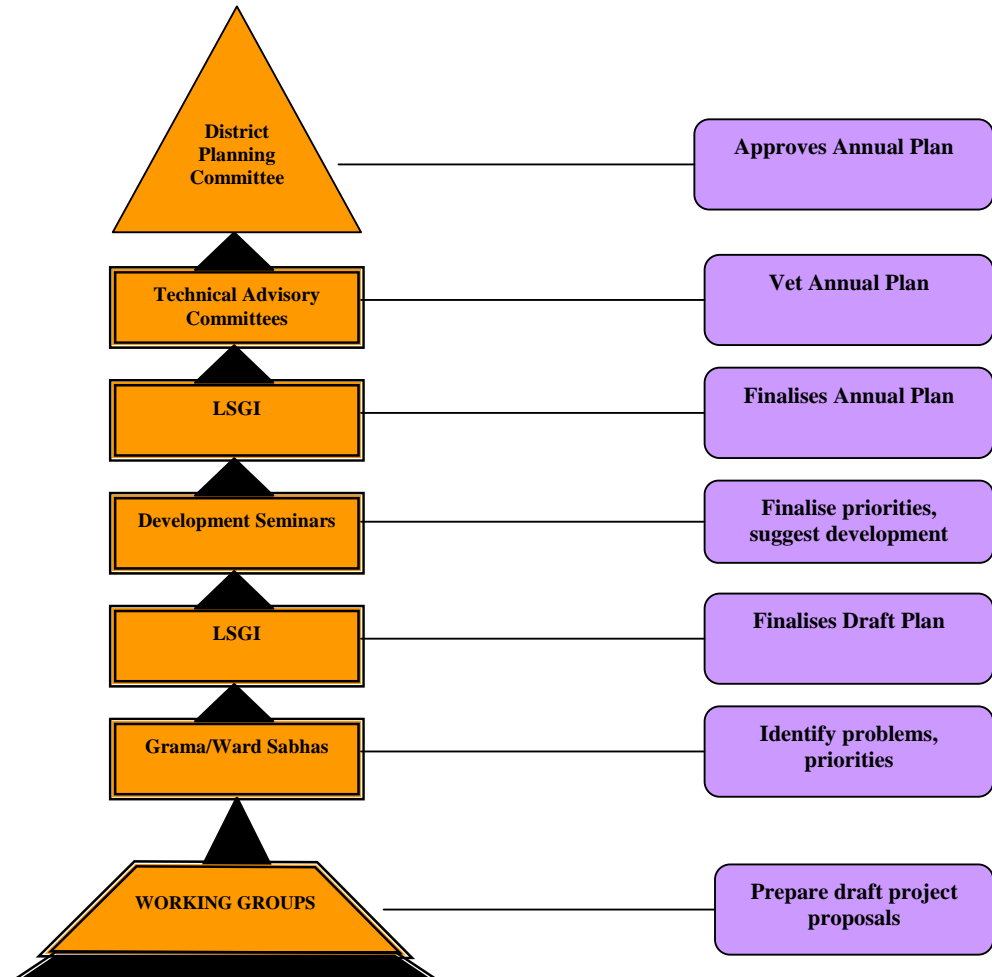 District
Planning
Committee
Approves Annual Plan
Technical Advisory
Committees
Vet Annual Plan
LSGI
Finalises Annual Plan
Development Seminars
Finalise priorities,
suggest development
LSGI
Finalises Draft Plan
Grama/Ward Sabhas
Identify problems,
priorities
WORKING GROUPS
Prepare draft project
proposals